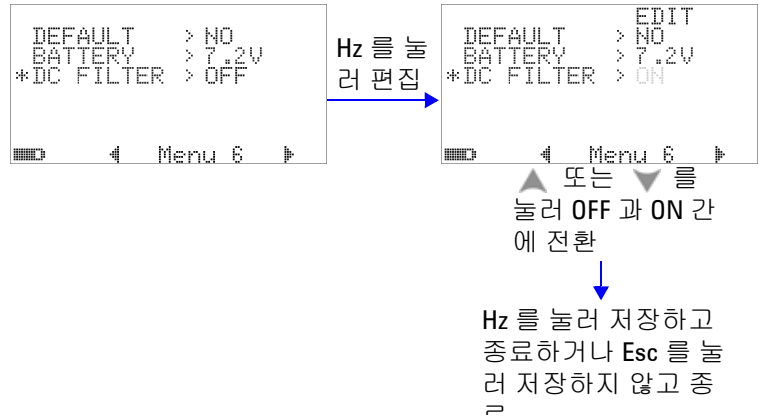 DEFAULT > NO
BATTERY > 7.2V
*DC FILTER > OFF
Menu 6
Hz 를 눌
러 편집
EDIT
DEFAULT > NO
BATTERY > 7.2V
*DC FILTER > ON
Menu 6
또는 를
눌러 OFF 과 ON 간
에 전환
Hz 를 눌러 저장하고
종료하거나 Esc 를 눌
러 저장하지 않고 종